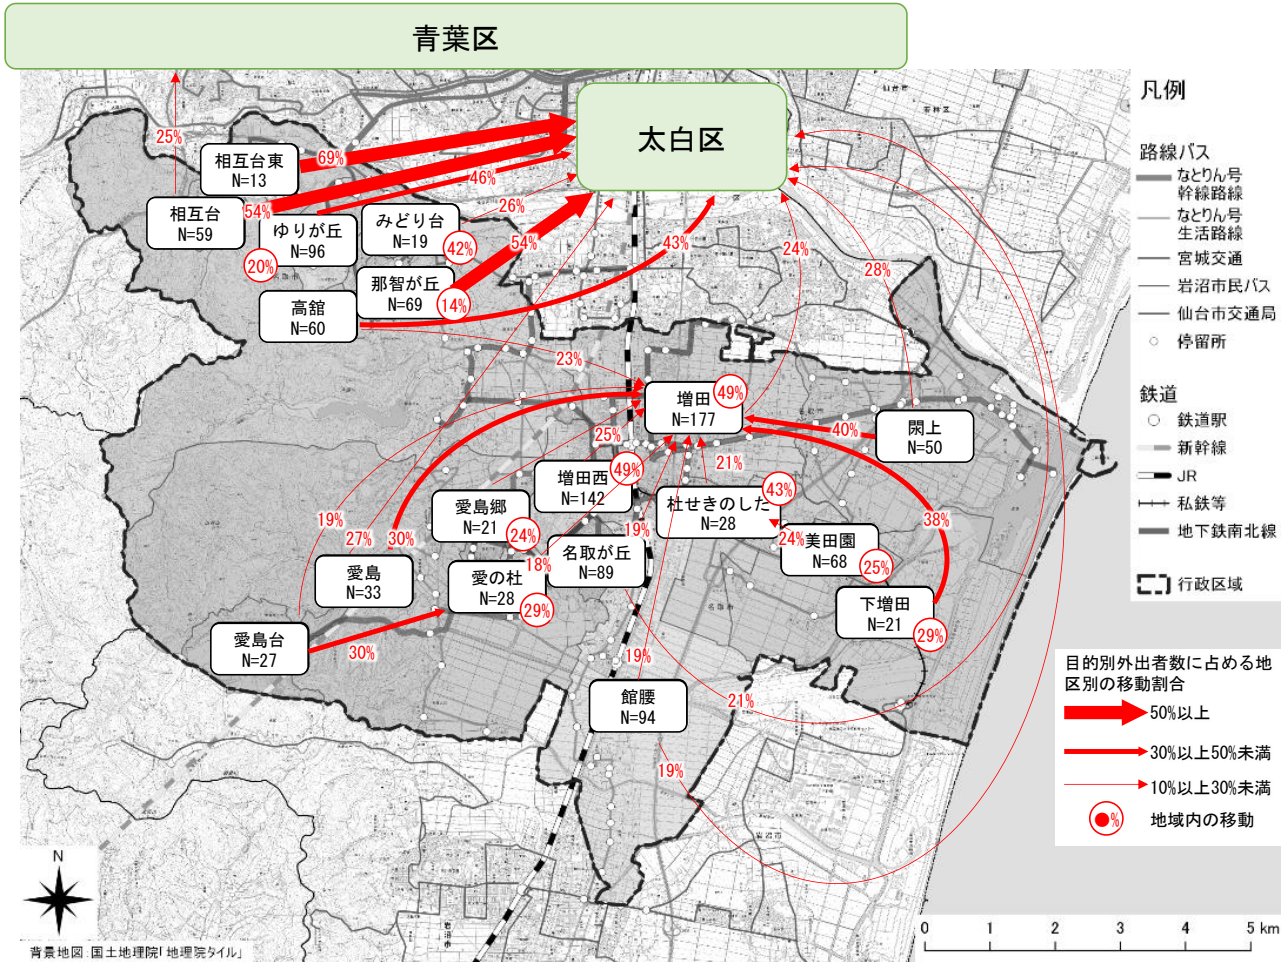 青葉区
太白区
25%
相互台東
N=13
69%
相互台
N=59
54%
ゆりが丘
N=96
20%
46%
みどり台
N=19
42%
26%
那智が丘
N=69
14%
54%
高舘
N=60
43%
23%
24%
28%
増田
N=177
49%
閖上
N=50
40%
25%
増田西
N=142
49%
21%
杜せきのした
N=28
43%
愛島郷
N=21
24%
19%
27%
30%
19%
38%
24%
美田園
N=68
25%
名取が丘
N=89
18%
愛島
N=33
愛の杜
N=28
29%
下増田
N=21
29%
愛島台
N=27
30%
19%
館腰
N=94
21%
19%
名取市
岩沼市
凡例
路線バス
なとりん号
幹線路線
なとりん号
生活路線
宮城交通
岩沼市民バス
仙台市交通局
停留所
鉄道
鉄道駅
新幹線
JR
私鉄等
地下鉄南北線
行政区域
目的別外出者数に占める地
区別の移動割合
50%以上
30%以上50%未満
10%以上30%未満
●%
地域内の移動
N
背景地図:国土地理院「地理院タイル」
0 1 2 3 4 5 km